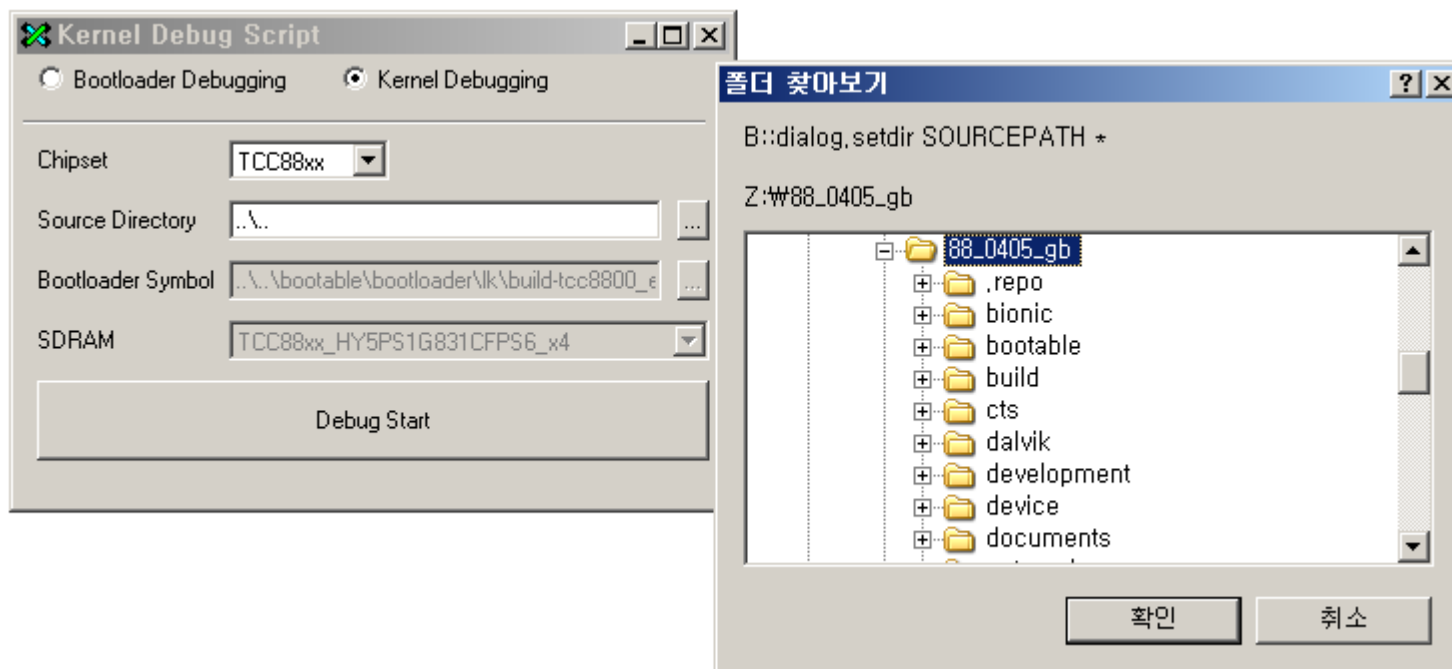 Kernel Debug Script
Bootloader Debugging
Kernel Debugging
Chipset
TCC88xx
Source Directory
..\..
...
Bootloader Symbol
..\..\bootable\bootloader\lk\build-tcc8800_e
...
SDRAM
TCC88xx_HY5PS1G831CFPS6_x4
Debug Start
폴더 찾아보기
B::dialog.setdir SOURCEPATH *
Z:₩88_0405_gb
88_0405_gb
.repo
bionic
bootable
build
cts
dalvik
development
device
documents
확인
취소